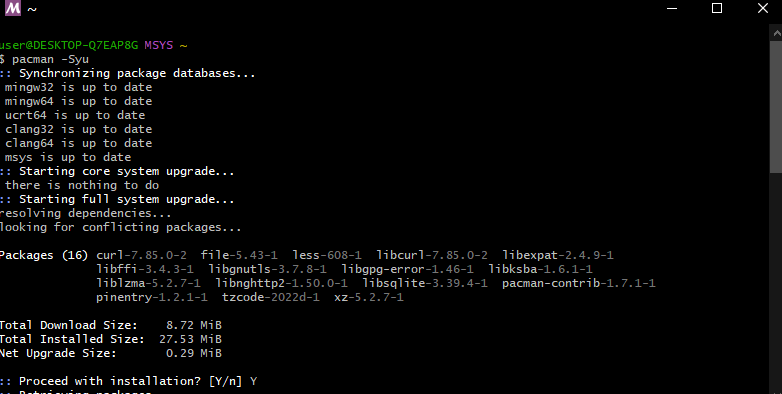 M ~
user@DESKTOP-Q7EAP8G MSYS ~
$ pacman -Syu
:: Synchronizing package databases...
mingw32 is up to date
mingw64 is up to date
ucrt64 is up to date
clang32 is up to date
clang64 is up to date
msys is up to date
:: Starting core system upgrade...
there is nothing to do
:: Starting full system upgrade...
resolving dependencies...
looking for conflicting packages...
Packages (16) curl-7.85.0-2 file-5.43-1 less-608-1 libcurl-7.85.0-2 libexpat-2.4.9-1
libffi-3.4.3-1 libgnutls-3.7.8-1 libgpg-error-1.46-1 libksba-1.6.1-1
liblzma-5.2.7-1 libnghttp2-1.50.0-1 libsqlite-3.39.4-1 pacman-contrib-1.7.1-1
pinentry-1.2.1-1 tzcode-2022d-1 xz-5.2.7-1
Total Download Size: 8.72 MiB
Total Installed Size: 27.53 MiB
Net Upgrade Size: 0.29 MiB
:: Proceed with installation? [Y/n] Y
:: Retrieving packages